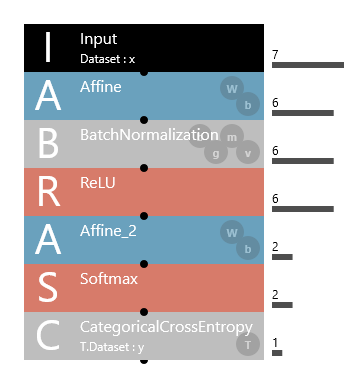 I Input
Dataset : x
7
A Affine W b
6
B BatchNormalization b m g v
6
R ReLU
6
A Affine_2 W b
2
S Softmax
2
C CategoricalCrossEntropy
T.Dataset : y T
1